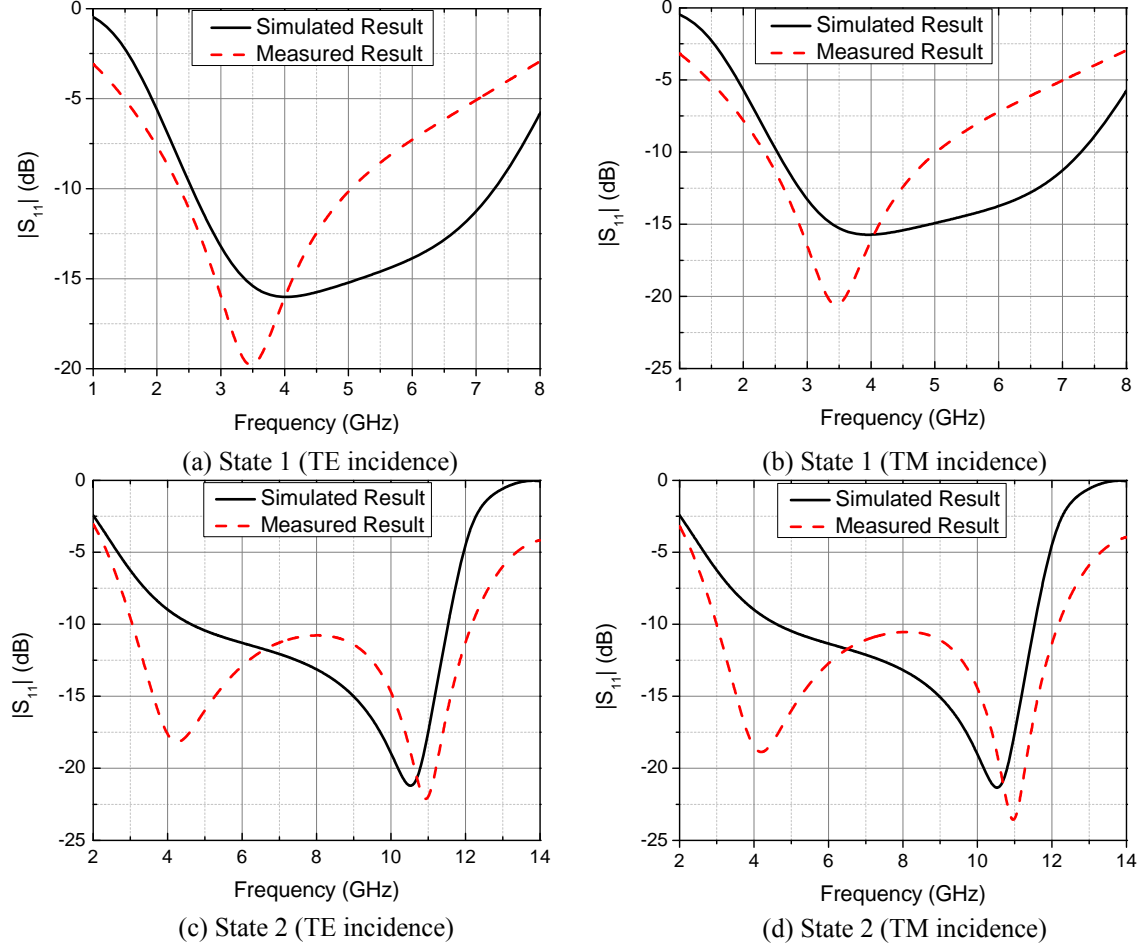 Simulated Result
Measured Result
|S11| (dB)
0
-5
-10
-15
-20
1 2 3 4 5 6 7 8
Frequency (GHz)
(a) State 1 (TE incidence)
Simulated Result
Measured Result
|S11| (dB)
0
-5
-10
-15
-20
-25
1 2 3 4 5 6 7 8
Frequency (GHz)
(b) State 1 (TM incidence)
Simulated Result
Measured Result
|S11| (dB)
0
-5
-10
-15
-20
-25
2 4 6 8 10 12 14
Frequency (GHz)
(c) State 2 (TE incidence)
Simulated Result
Measured Result
|S11| (dB)
0
-5
-10
-15
-20
-25
2 4 6 8 10 12 14
Frequency (GHz)
(d) State 2 (TM incidence)